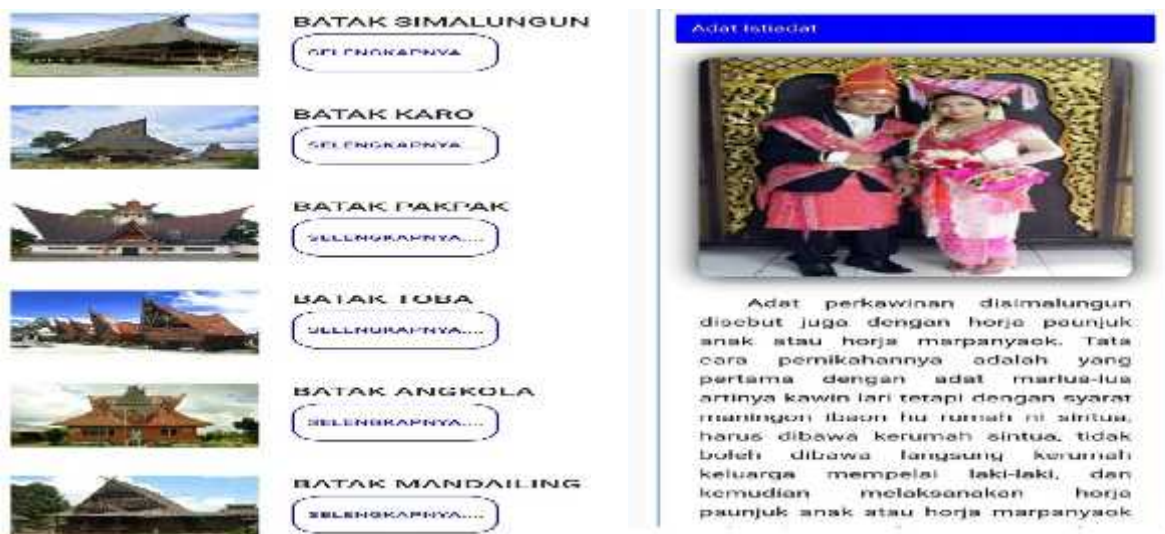 BATAK SIMALUNGUN
SELENGKAPNYA....
BATAK KARO
SELENGKAPNYA....
BATAK PAKPAK
SELENGKAPNYA....
BATAK TOBA
SELENGKAPNYA....
BATAK ANGKOLA
SELENGKAPNYA....
BATAK MANDAILING
SELENGKAPNYA....
Adat Istiadat
Adat perkawinan disimalungun
disebut juga dengan horja paunjuk
anak atau horja marpanyaok. Tata
cara pernikahannya adalah yang
pertama dengan adat marlua-lua
artinya kawin lari tetapi dengan syarat
maningon ibaon hu rumah ni sintua,
harus dibawa kerumah sintua, tidak
boleh dibawa langsung kerumah
keluarga mempelai laki-laki, dan
kemudian melaksanakan horja
paunjuk anak atau horja marpanyaok